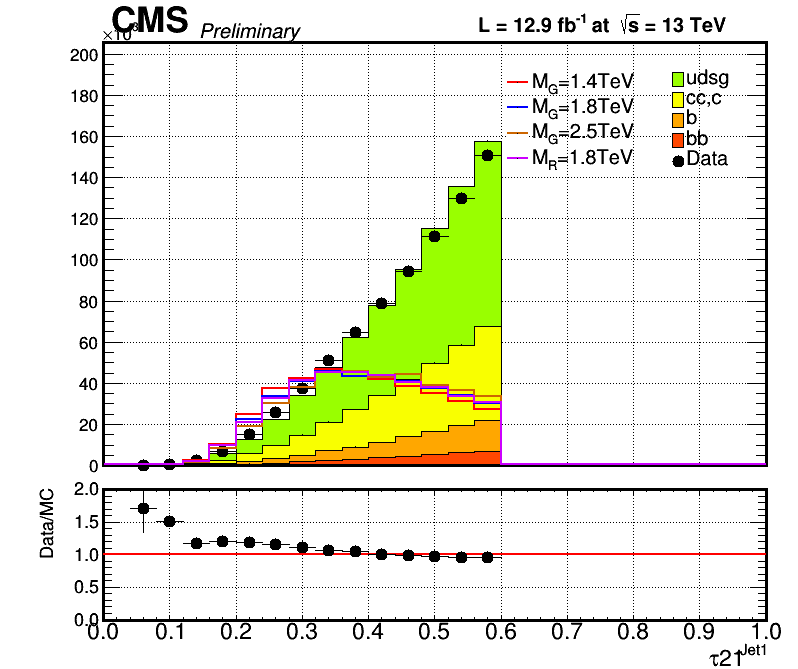 CMS Preliminary L = 12.9 fb⁻¹ at √s = 13 TeV
×10³
200
180
160
140
120
100
80
60
40
20
0
M_G=1.4TeV
M_G=1.8TeV
M_G=2.5TeV
M_R=1.8TeV
udsg
cc,c
b
bb
Data
Data/MC
2.0
1.5
1.0
0.5
0.0
0.0 0.1 0.2 0.3 0.4 0.5 0.6 0.7 0.8 0.9 1.0
τ21^Jet1